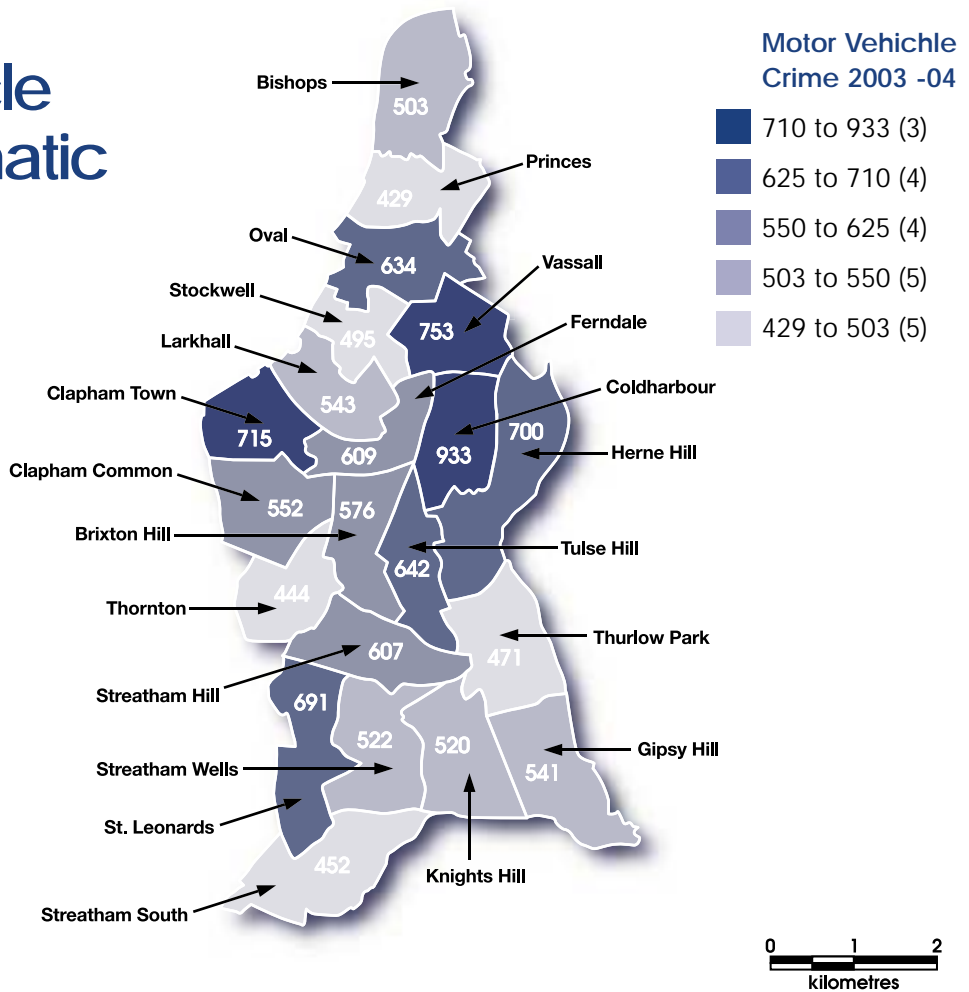 cle
matic
Motor Vehichle
Crime 2003 -04
710 to 933 (3)
625 to 710 (4)
550 to 625 (4)
503 to 550 (5)
429 to 503 (5)
Bishops
503
Princes
429
Oval
634
Vassall
Stockwell
753
Ferndale
495
Larkhall
Coldharbour
Clapham Town
543
715
700
609
933
Herne Hill
Clapham Common
552
576
Brixton Hill
Tulse Hill
642
444
Thornton
Thurlow Park
607
471
Streatham Hill
691
522
520
Gipsy Hill
Streatham Wells
541
St. Leonards
452
Knights Hill
Streatham South
0 1 2
kilometres